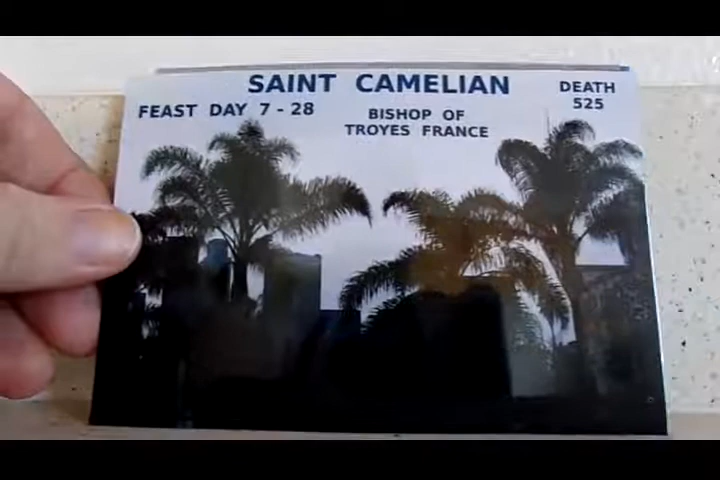 SAINT CAMELIAN
DEATH
525
FEAST DAY 7 - 28
BISHOP OF
TROYES FRANCE